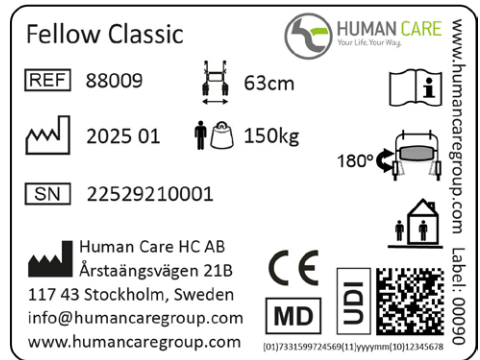 Fellow Classic
HUMAN CARE
Your Life. Your Way.
REF 88009
63cm
2025 01
150kg
180°
SN 22529210001
Human Care HC AB
Årstaängsvägen 21B
117 43 Stockholm, Sweden
info@humancaregroup.com
www.humancaregroup.com
CE
MD
UDI
(01)7331599724569(11)yyyymm(10)12345678
www.humancaregroup.com Label: 00090